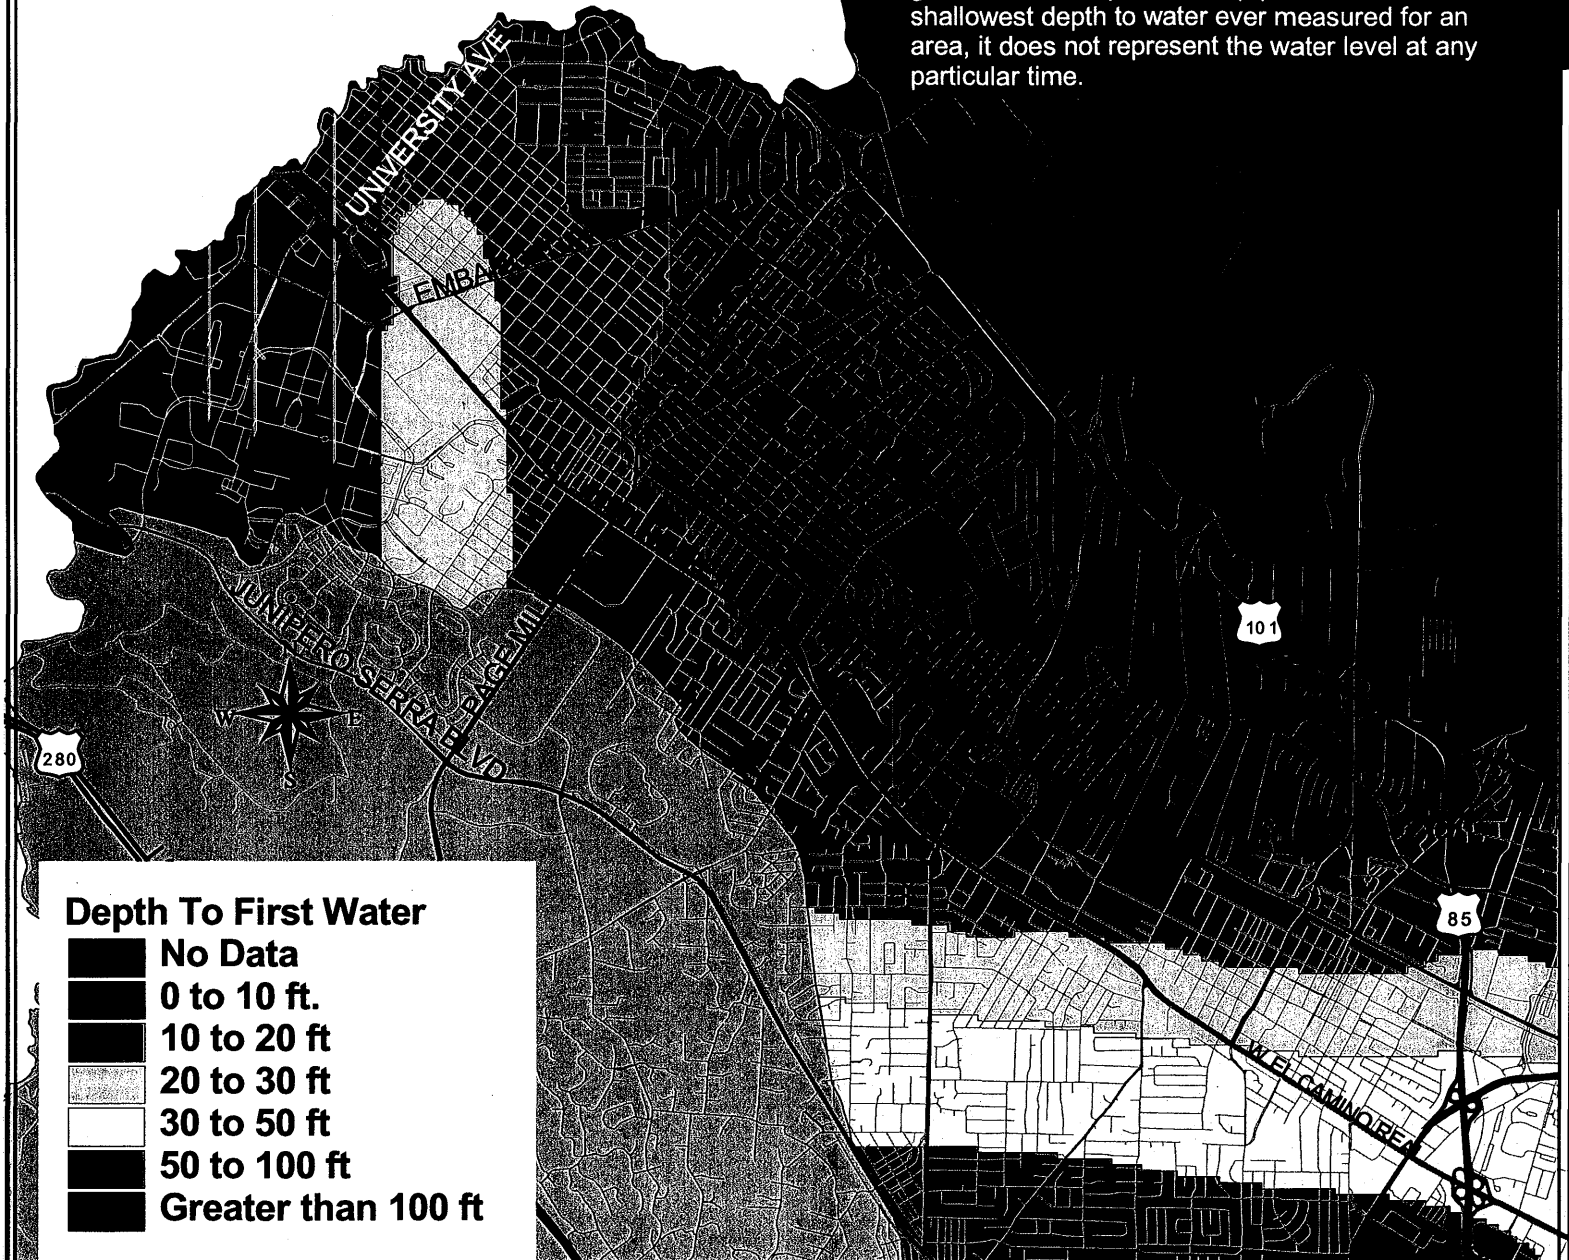 shallowest depth to water ever measured for an
area, it does not represent the water level at any
particular time.
UNIVERSITY AVE
101
JUNIPERO SERRA BLVD
W
E
S
280
85
W EL CAMINO REAL
Depth To First Water
No Data
0 to 10 ft.
10 to 20 ft
20 to 30 ft
30 to 50 ft
50 to 100 ft
Greater than 100 ft